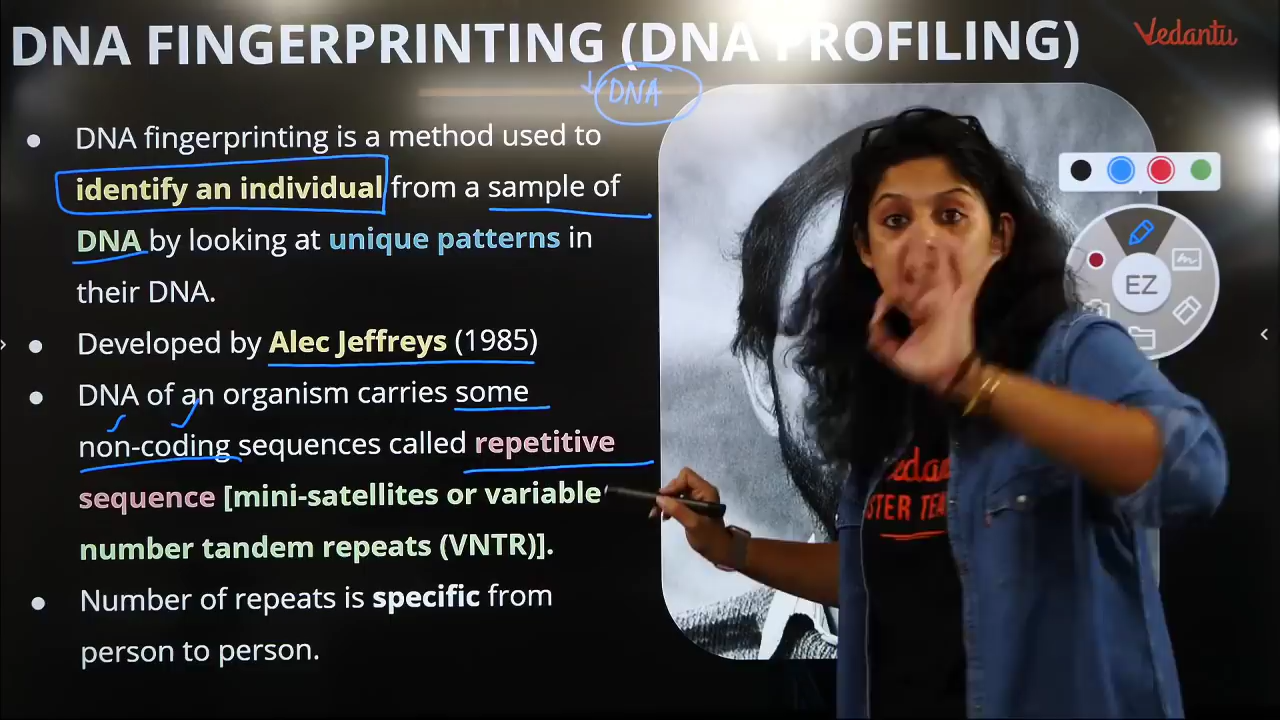 DNA FINGERPRINTING (DNA PROFILING)
Vedantu
DNA
DNA fingerprinting is a method used to
identify an individual from a sample of
DNA by looking at unique patterns in
their DNA.
Developed by Alec Jeffreys (1985)
DNA of an organism carries some
non-coding sequences called repetitive
sequence [mini-satellites or variable
number tandem repeats (VNTR)].
Number of repeats is specific from
person to person.
EZ